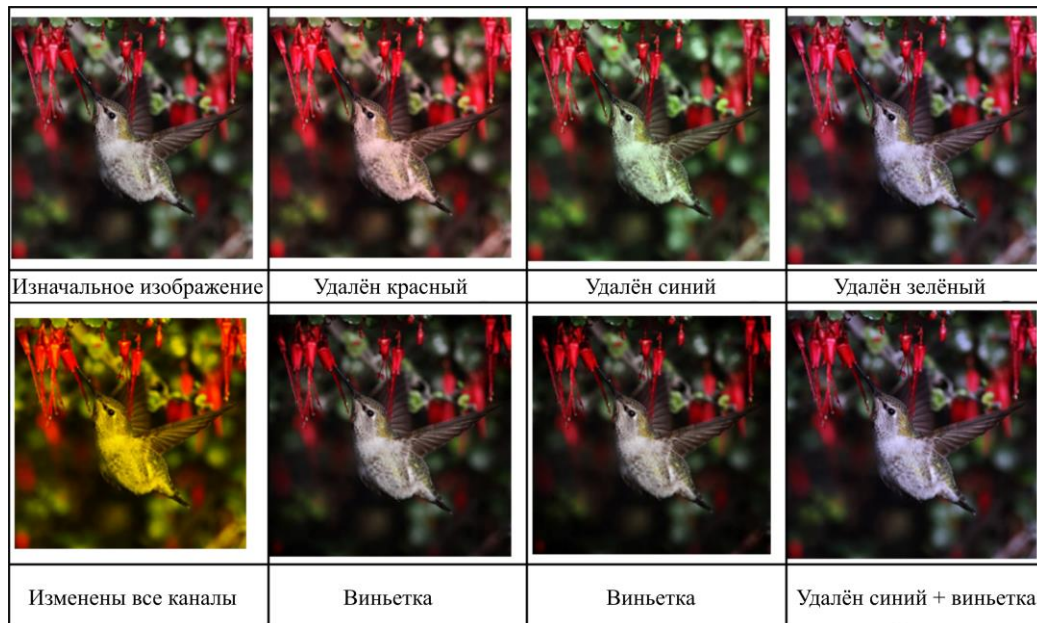 Изначальное изображение
Удалён красный
Удалён синий
Удалён зелёный
Изменены все каналы
Виньетка
Виньетка
Удалён синий + виньетка